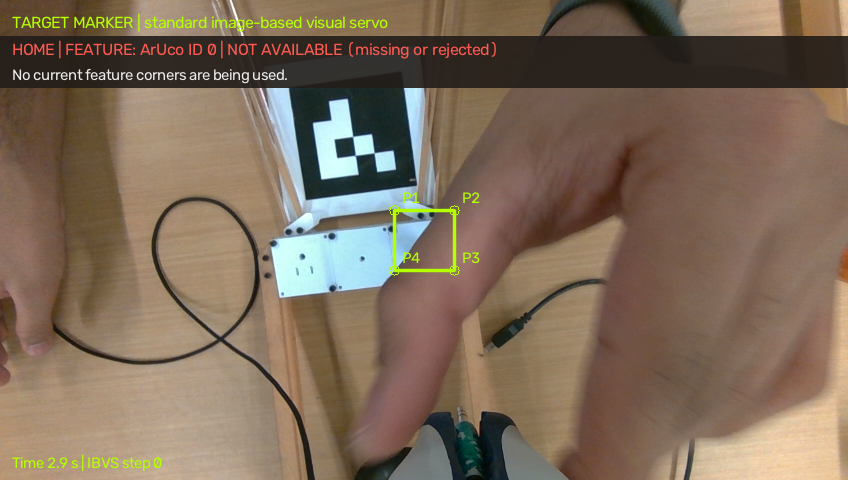 TARGET MARKER | standard image-based visual servo
HOME | FEATURE: ArUco ID 0 | NOT AVAILABLE (missing or rejected)
No current feature corners are being used.
P1 P2
P4 P3
Time 2.9 s | IBVS step 0